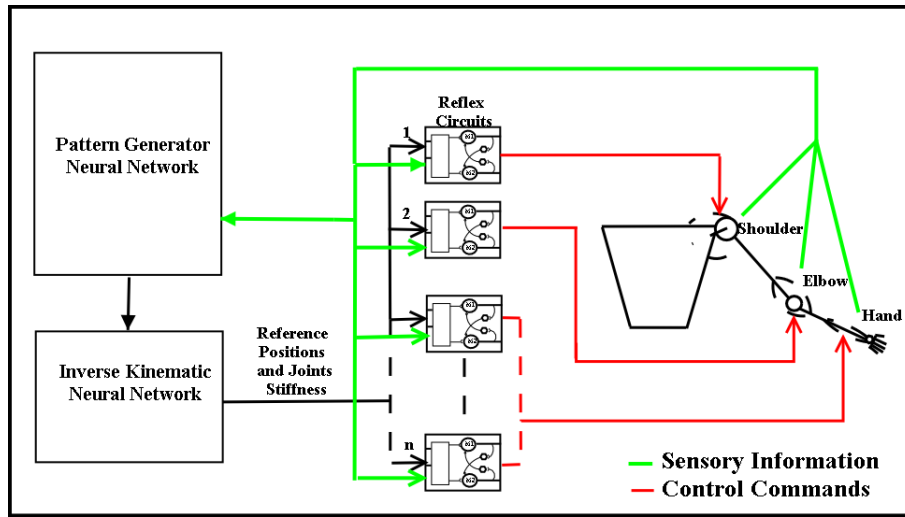 Reflex
Circuits
1
Pattern Generator
Neural Network
2
Shoulder
Elbow
Hand
Reference
Positions
and Joints
Stiffness
Inverse Kinematic
Neural Network
n
Sensory Information
Control Commands